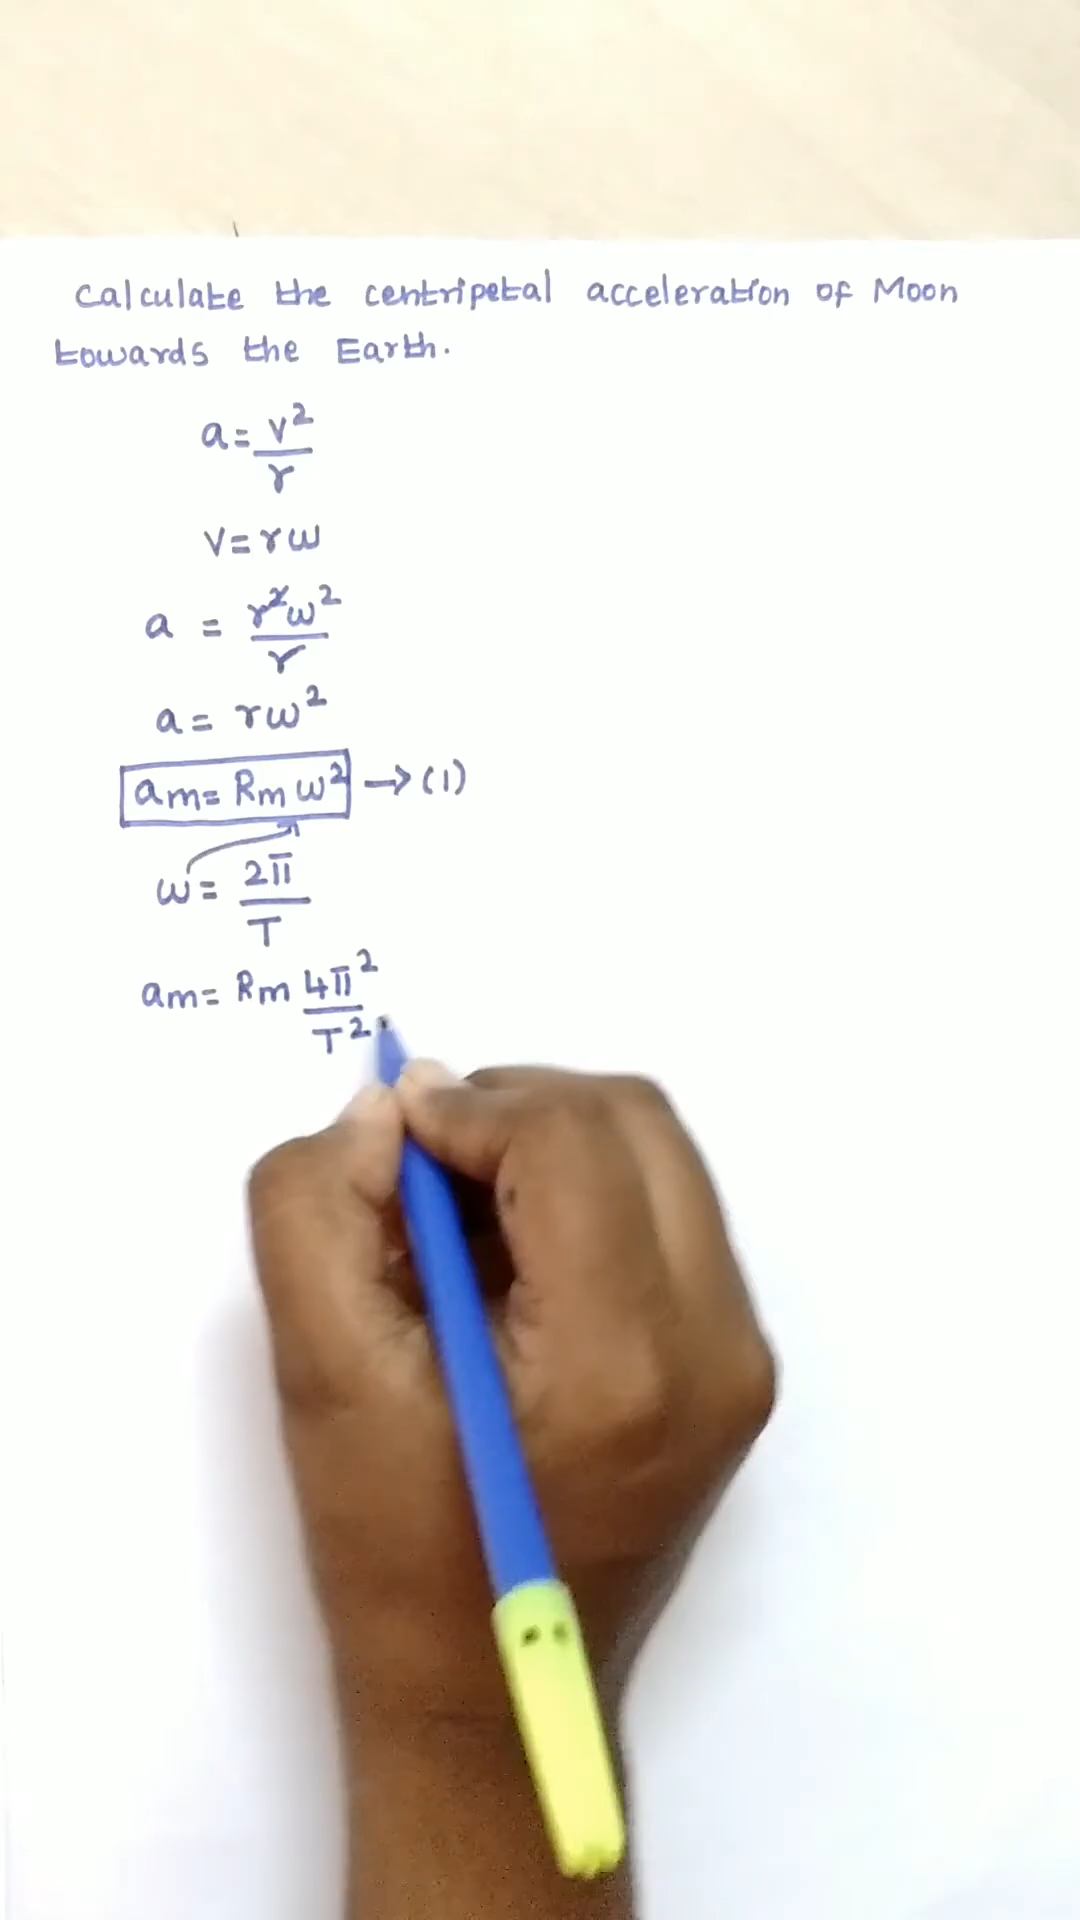 Calculate the centripetal acceleration of Moon
towards the Earth.
a = v²/r
v = rω
a = r²ω²/r
a = rω²
am = Rm ω² → (1)
ω = 2π/T
am = Rm 4π²/T²